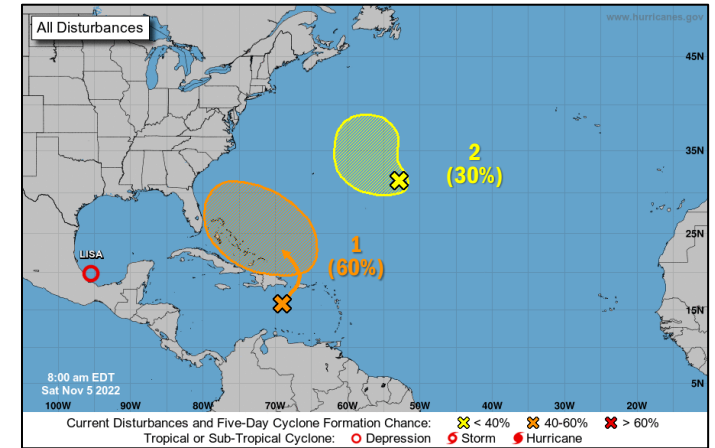 All Disturbances
www.hurricanes.gov
45N
35N
2
(30%)
25N
1
(60%)
LISA
15N
5N
8:00 am EDT
Sat Nov 5 2022
100W 90W 80W 70W 60W 50W 40W 30W 20W 10W
Current Disturbances and Five-Day Cyclone Formation Chance: < 40% 40-60% > 60%
Tropical or Sub-Tropical Cyclone: Depression Storm Hurricane